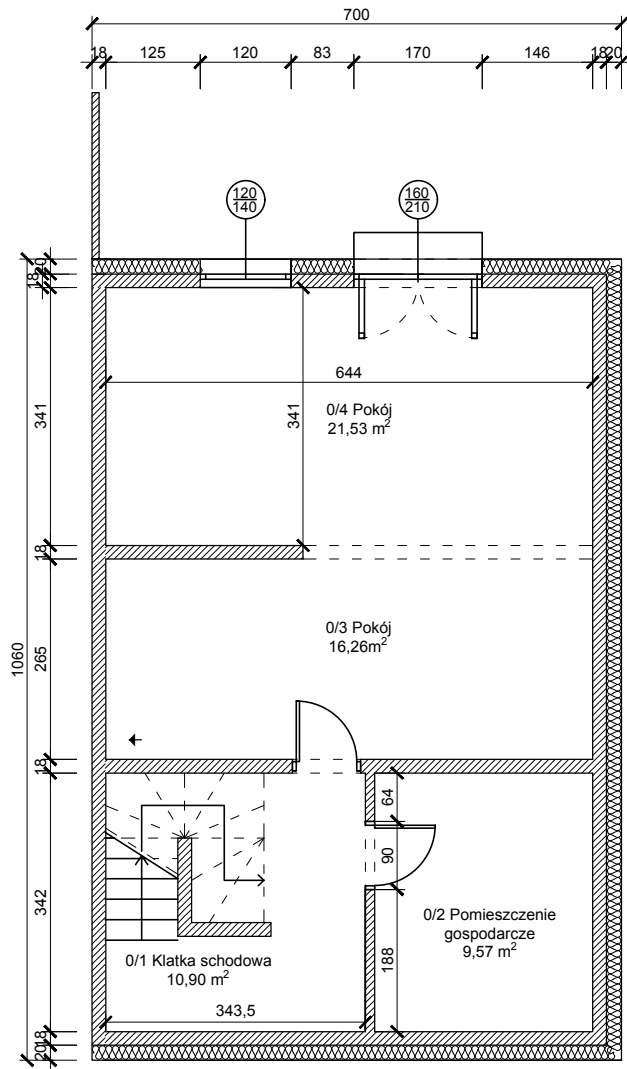 700
18 125 120 83 170 146 18 20
120
140
160
210
20
18
644
341
341
0/4 Pokój
21,53 m²
18
1060
265
0/3 Pokój
16,26m²
18
64
90
342
188
0/2 Pomieszczenie
gospodarcze
9,57 m²
0/1 Klatka schodowa
10,90 m²
343,5
18
20